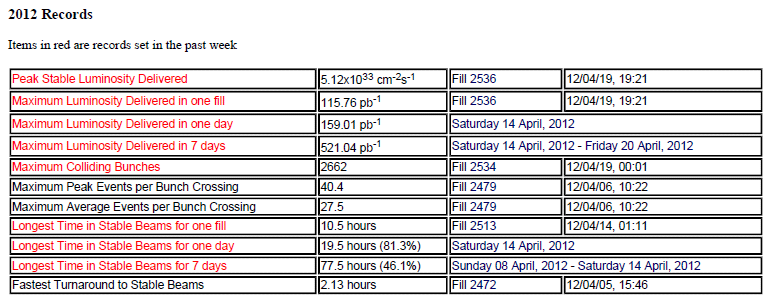 2012 Records
Items in red are records set in the past week
Peak Stable Luminosity Delivered 5.12x10³³ cm⁻²s⁻¹ Fill 2536 12/04/19, 19:21
Maximum Luminosity Delivered in one fill 115.76 pb⁻¹ Fill 2536 12/04/19, 19:21
Maximum Luminosity Delivered in one day 159.01 pb⁻¹ Saturday 14 April, 2012
Maximum Luminosity Delivered in 7 days 521.04 pb⁻¹ Saturday 14 April, 2012 - Friday 20 April, 2012
Maximum Colliding Bunches 2662 Fill 2534 12/04/19, 00:01
Maximum Peak Events per Bunch Crossing 40.4 Fill 2479 12/04/06, 10:22
Maximum Average Events per Bunch Crossing 27.5 Fill 2479 12/04/06, 10:22
Longest Time in Stable Beams for one fill 10.5 hours Fill 2513 12/04/14, 01:11
Longest Time in Stable Beams for one day 19.5 hours (81.3%) Saturday 14 April, 2012
Longest Time in Stable Beams for 7 days 77.5 hours (46.1%) Sunday 08 April, 2012 - Saturday 14 April, 2012
Fastest Turnaround to Stable Beams 2.13 hours Fill 2472 12/04/05, 15:46